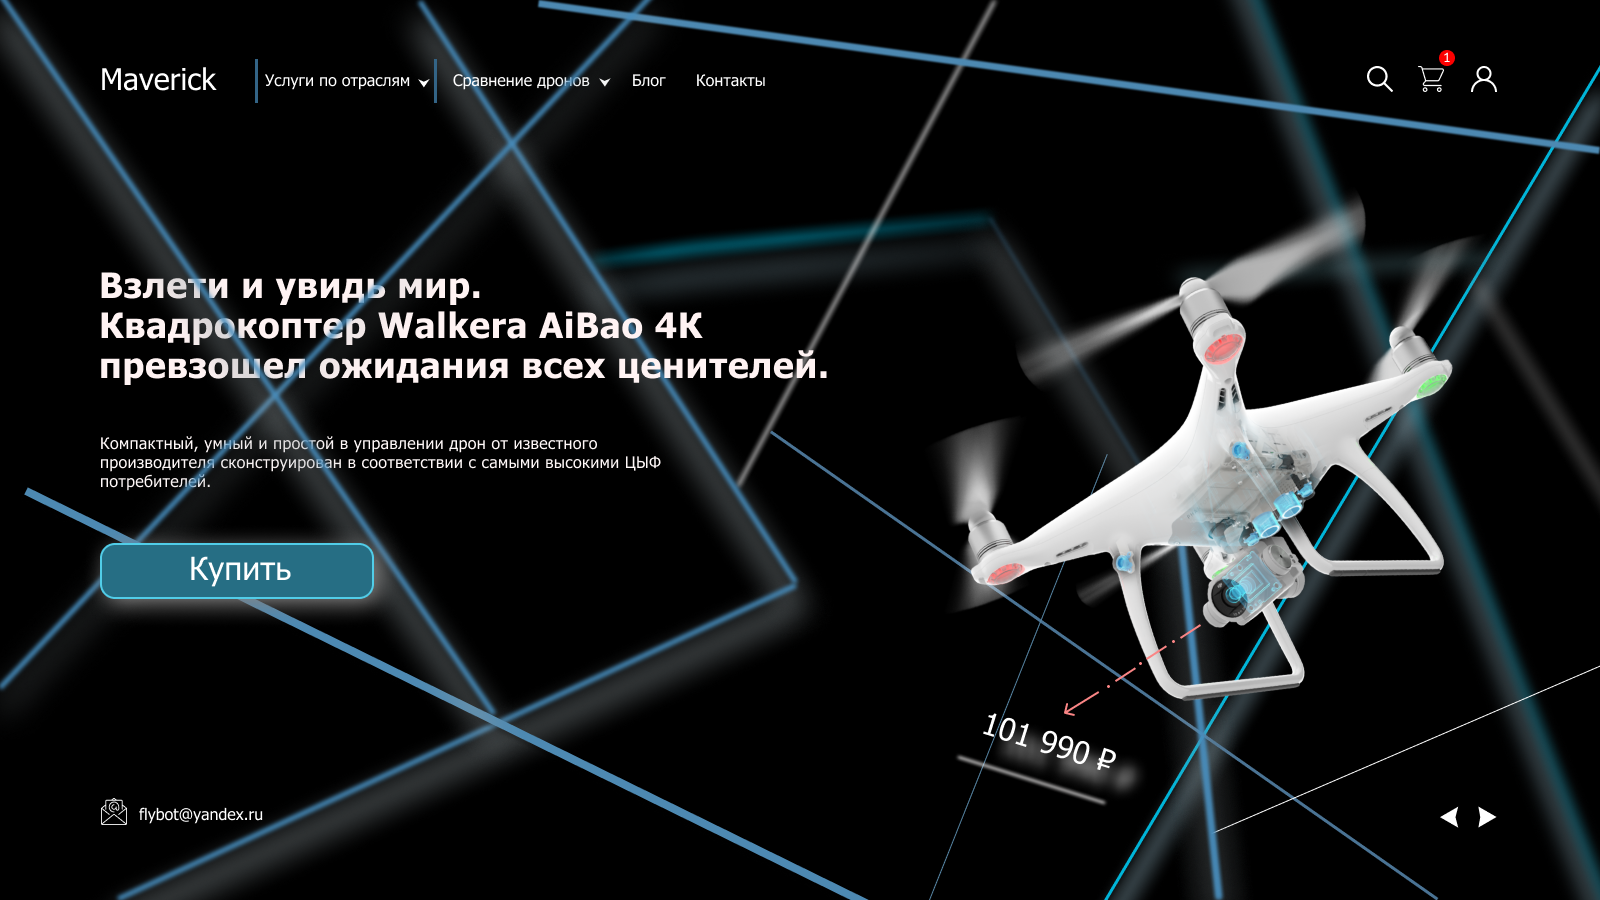 Maverick
Услуги по отраслям
Сравнение дронов
Блог
Контакты
1
Взлети и увидь мир.
Квадрокоптер Walkera AiBao 4K
превзошел ожидания всех ценителей.
Компактный, умный и простой в управлении дрон от известного
производителя сконструирован в соответствии с самыми высокими ЦЫФ
потребителей.
Купить
101 990 ₽
flybot@yandex.ru